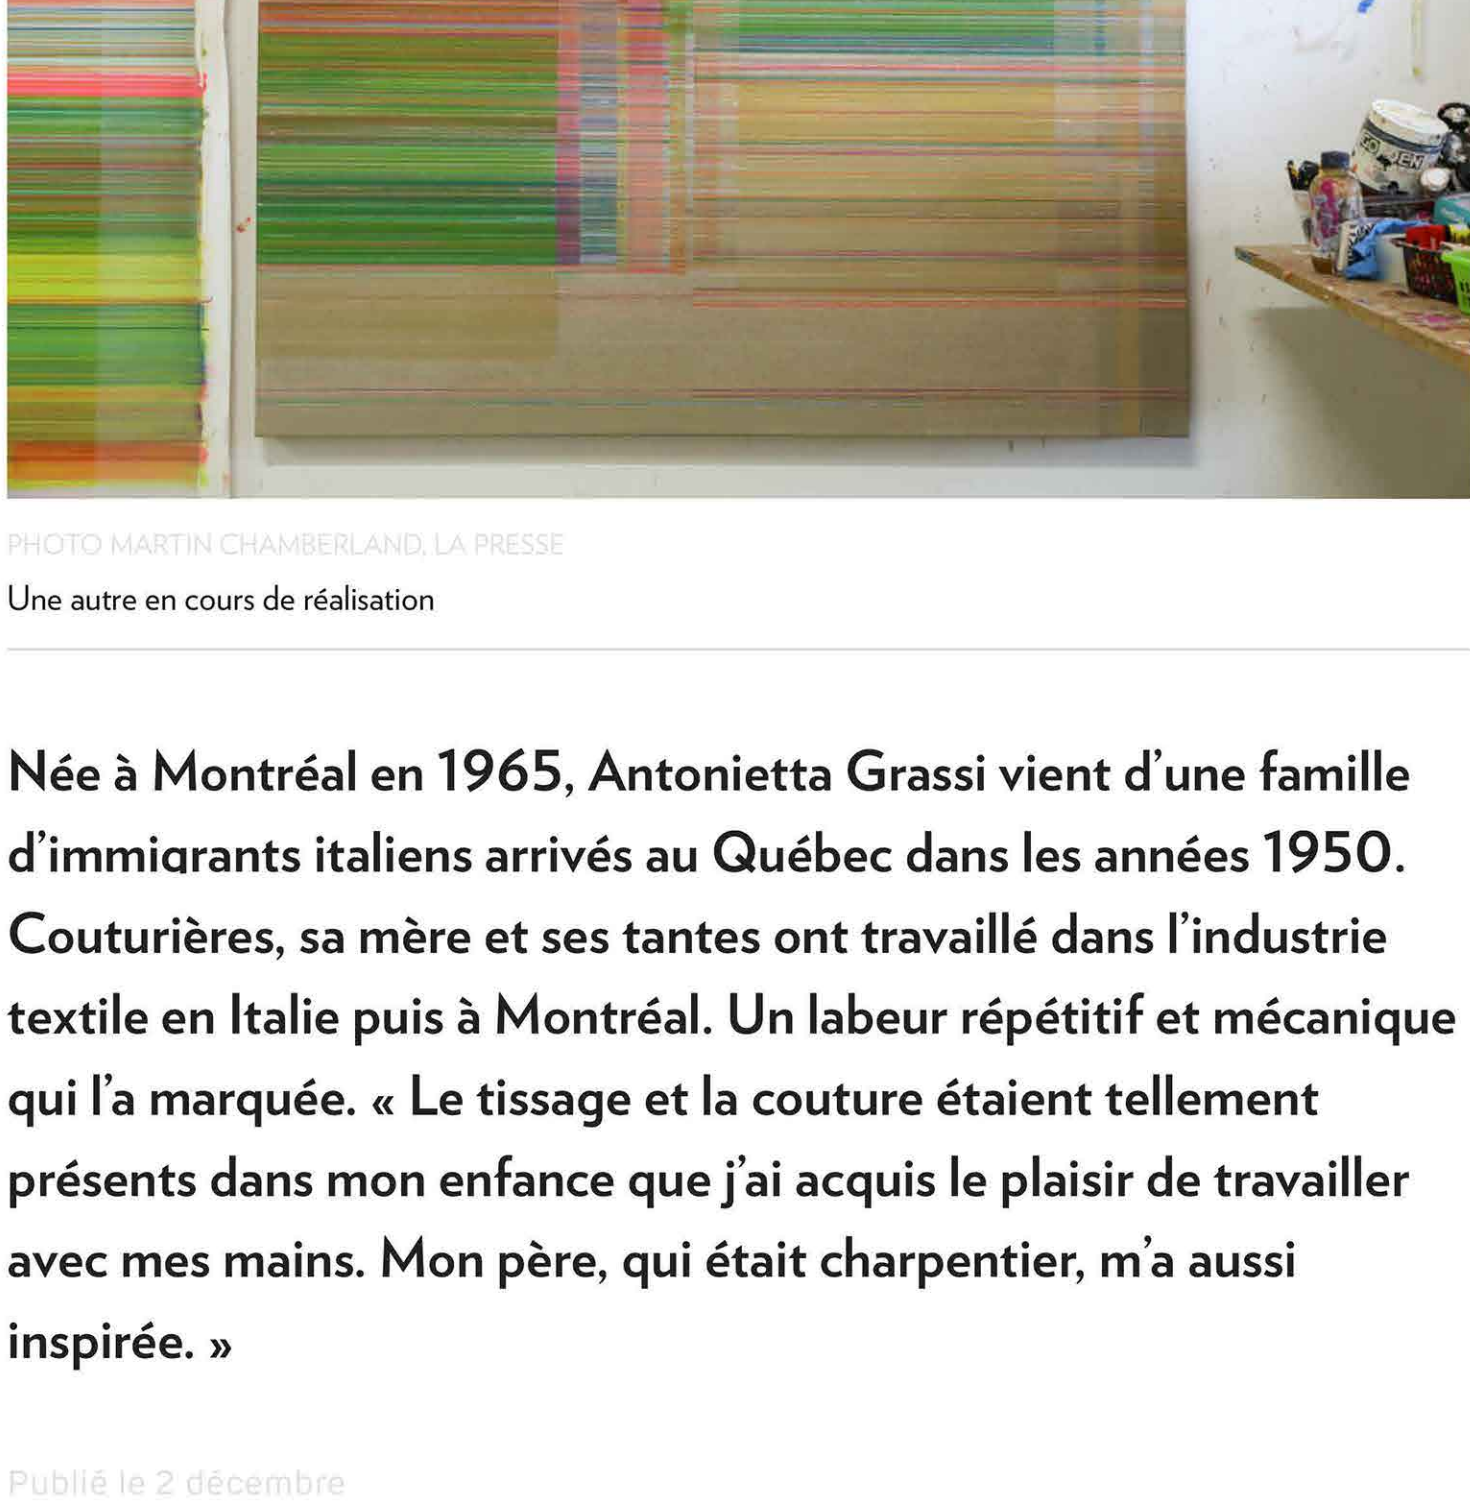 PHOTO MARTIN CHAMBERLAND, LA PRESSE
Une autre en cours de réalisation
Née à Montréal en 1965, Antonietta Grassi vient d’une famille
d’immigrants italiens arrivés au Québec dans les années 1950.
Couturières, sa mère et ses tantes ont travaillé dans l’industrie
textile en Italie puis à Montréal. Un labeur répétitif et mécanique
qui l’a marquée. « Le tissage et la couture étaient tellement
présents dans mon enfance que j’ai acquis le plaisir de travailler
avec mes mains. Mon père, qui était charpentier, m’a aussi
inspirée. »
Publié le 2 décembre